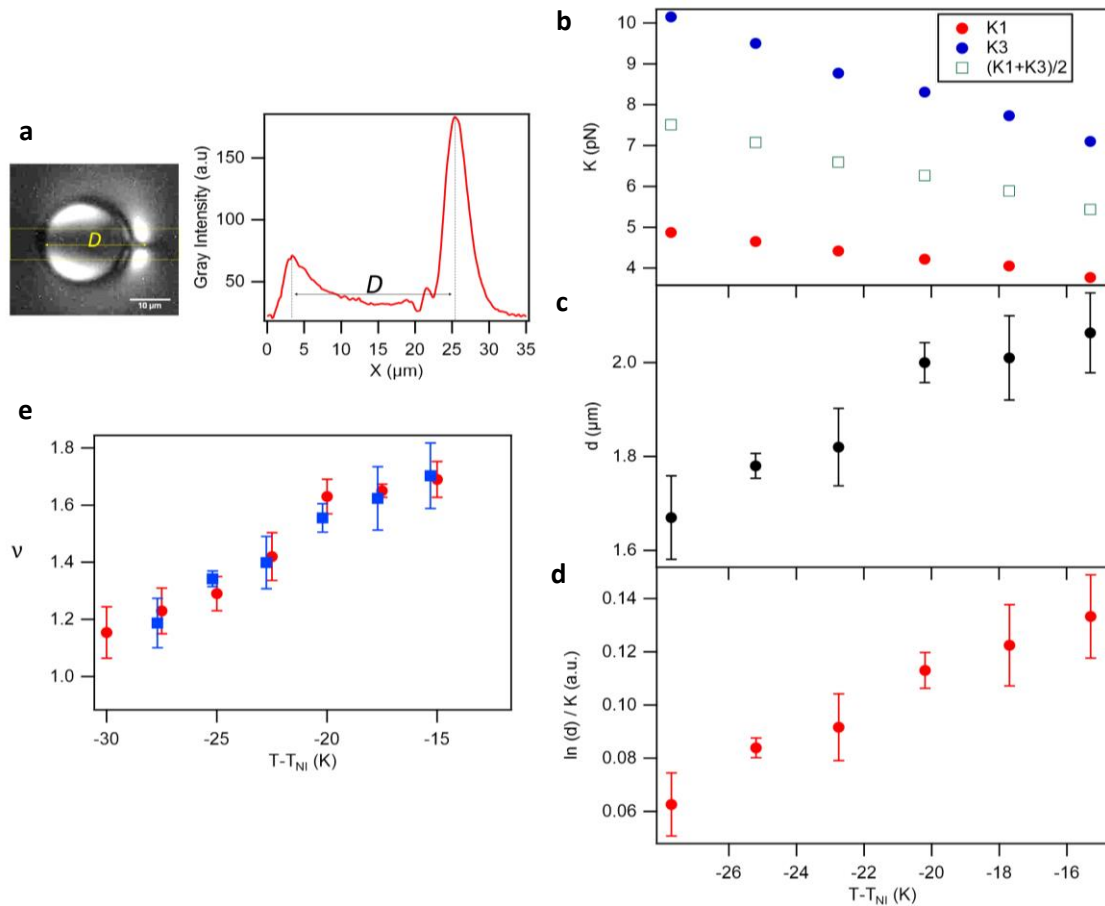 a
D
10 µm
Gray Intensity (a.u)
150
100
50
D
0 5 10 15 20 25 30 35
X (µm)
b
K1
K3
(K1+K3)/2
K (pN)
10
9
8
7
6
5
4
c
d (µm)
2.0
1.8
1.6
d
ln (d) / K (a.u.)
0.14
0.12
0.10
0.08
0.06
-26 -24 -22 -20 -18 -16
T-TNI (K)
e
ν
1.8
1.6
1.4
1.2
1.0
-30 -25 -20 -15
T-TNI (K)